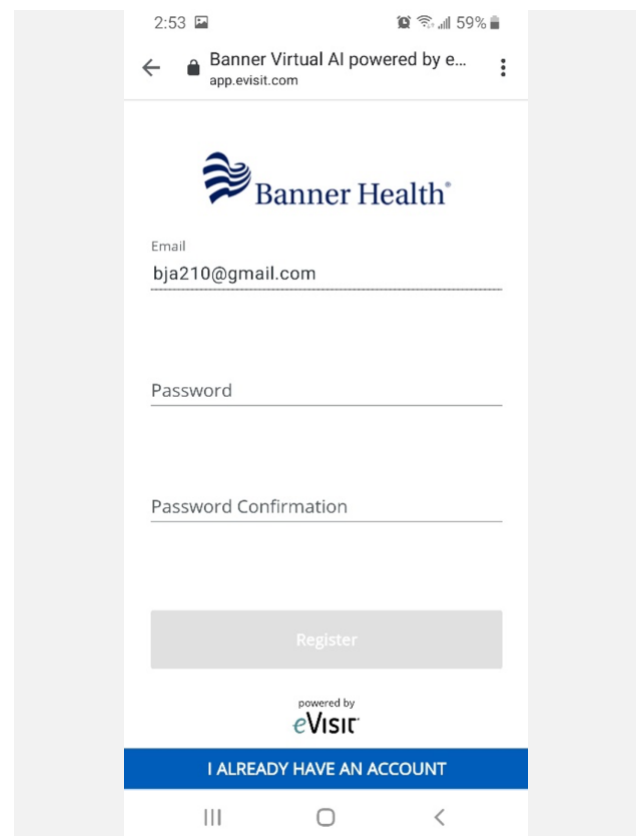 2:53 59%
Banner Virtual AI powered by e...
app.evisit.com
Banner Health®
Email
bja210@gmail.com
Password
Password Confirmation
Register
powered by
eVisit
I ALREADY HAVE AN ACCOUNT